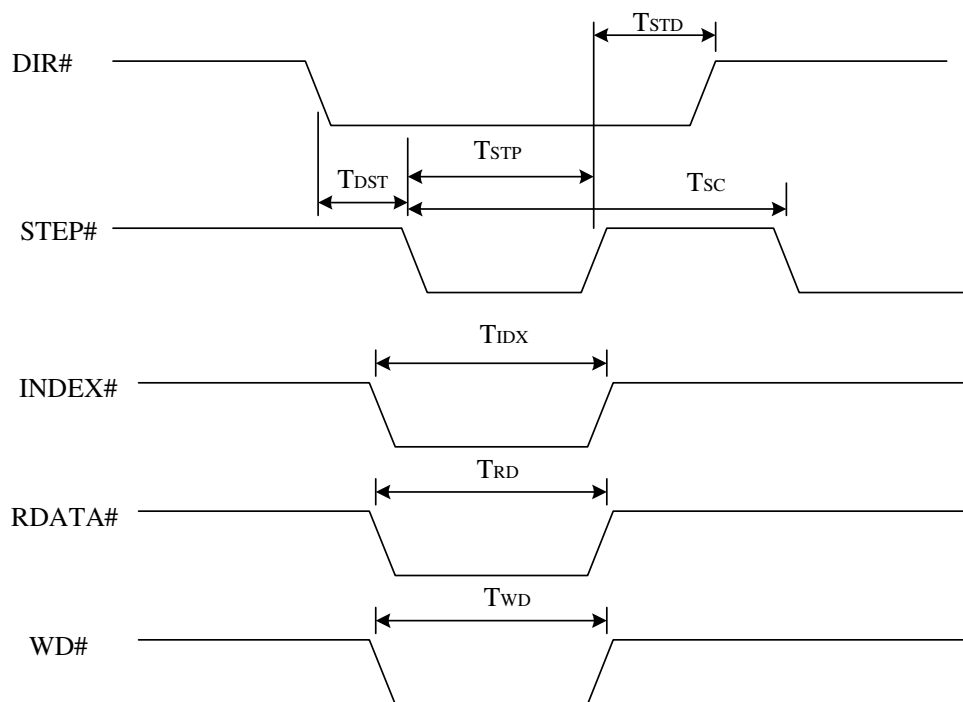 TSTD
DIR#
TSTP
TDST
TSC
STEP#
TIDX
INDEX#
TRD
RDATA#
TWD
WD#